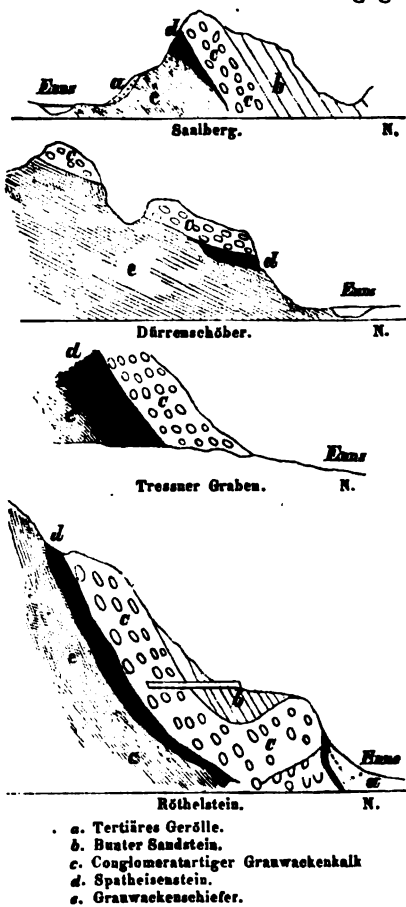 d
Enns a c b
e c
Saalberg. N.
c
c
d
e
Enns
Dürrenschöber. N.
d
c
e
Enns
Tressner Graben. N.
d
c
e
b
c
e
Enns
a
Röthelstein. N.
a. Tertiäres Gerölle.
b. Bunter Sandstein.
c. Conglomeratartiger Grauwackenkalk
d. Spatheisenstein.
e. Grauwackenschiefer.